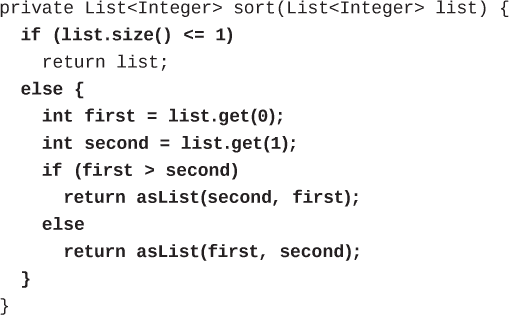 private List<Integer> sort(List<Integer> list) {
  if (list.size() <= 1)
    return list;
  else {
    int first = list.get(0);
    int second = list.get(1);
    if (first > second)
      return asList(second, first);
    else
      return asList(first, second);
  }
}